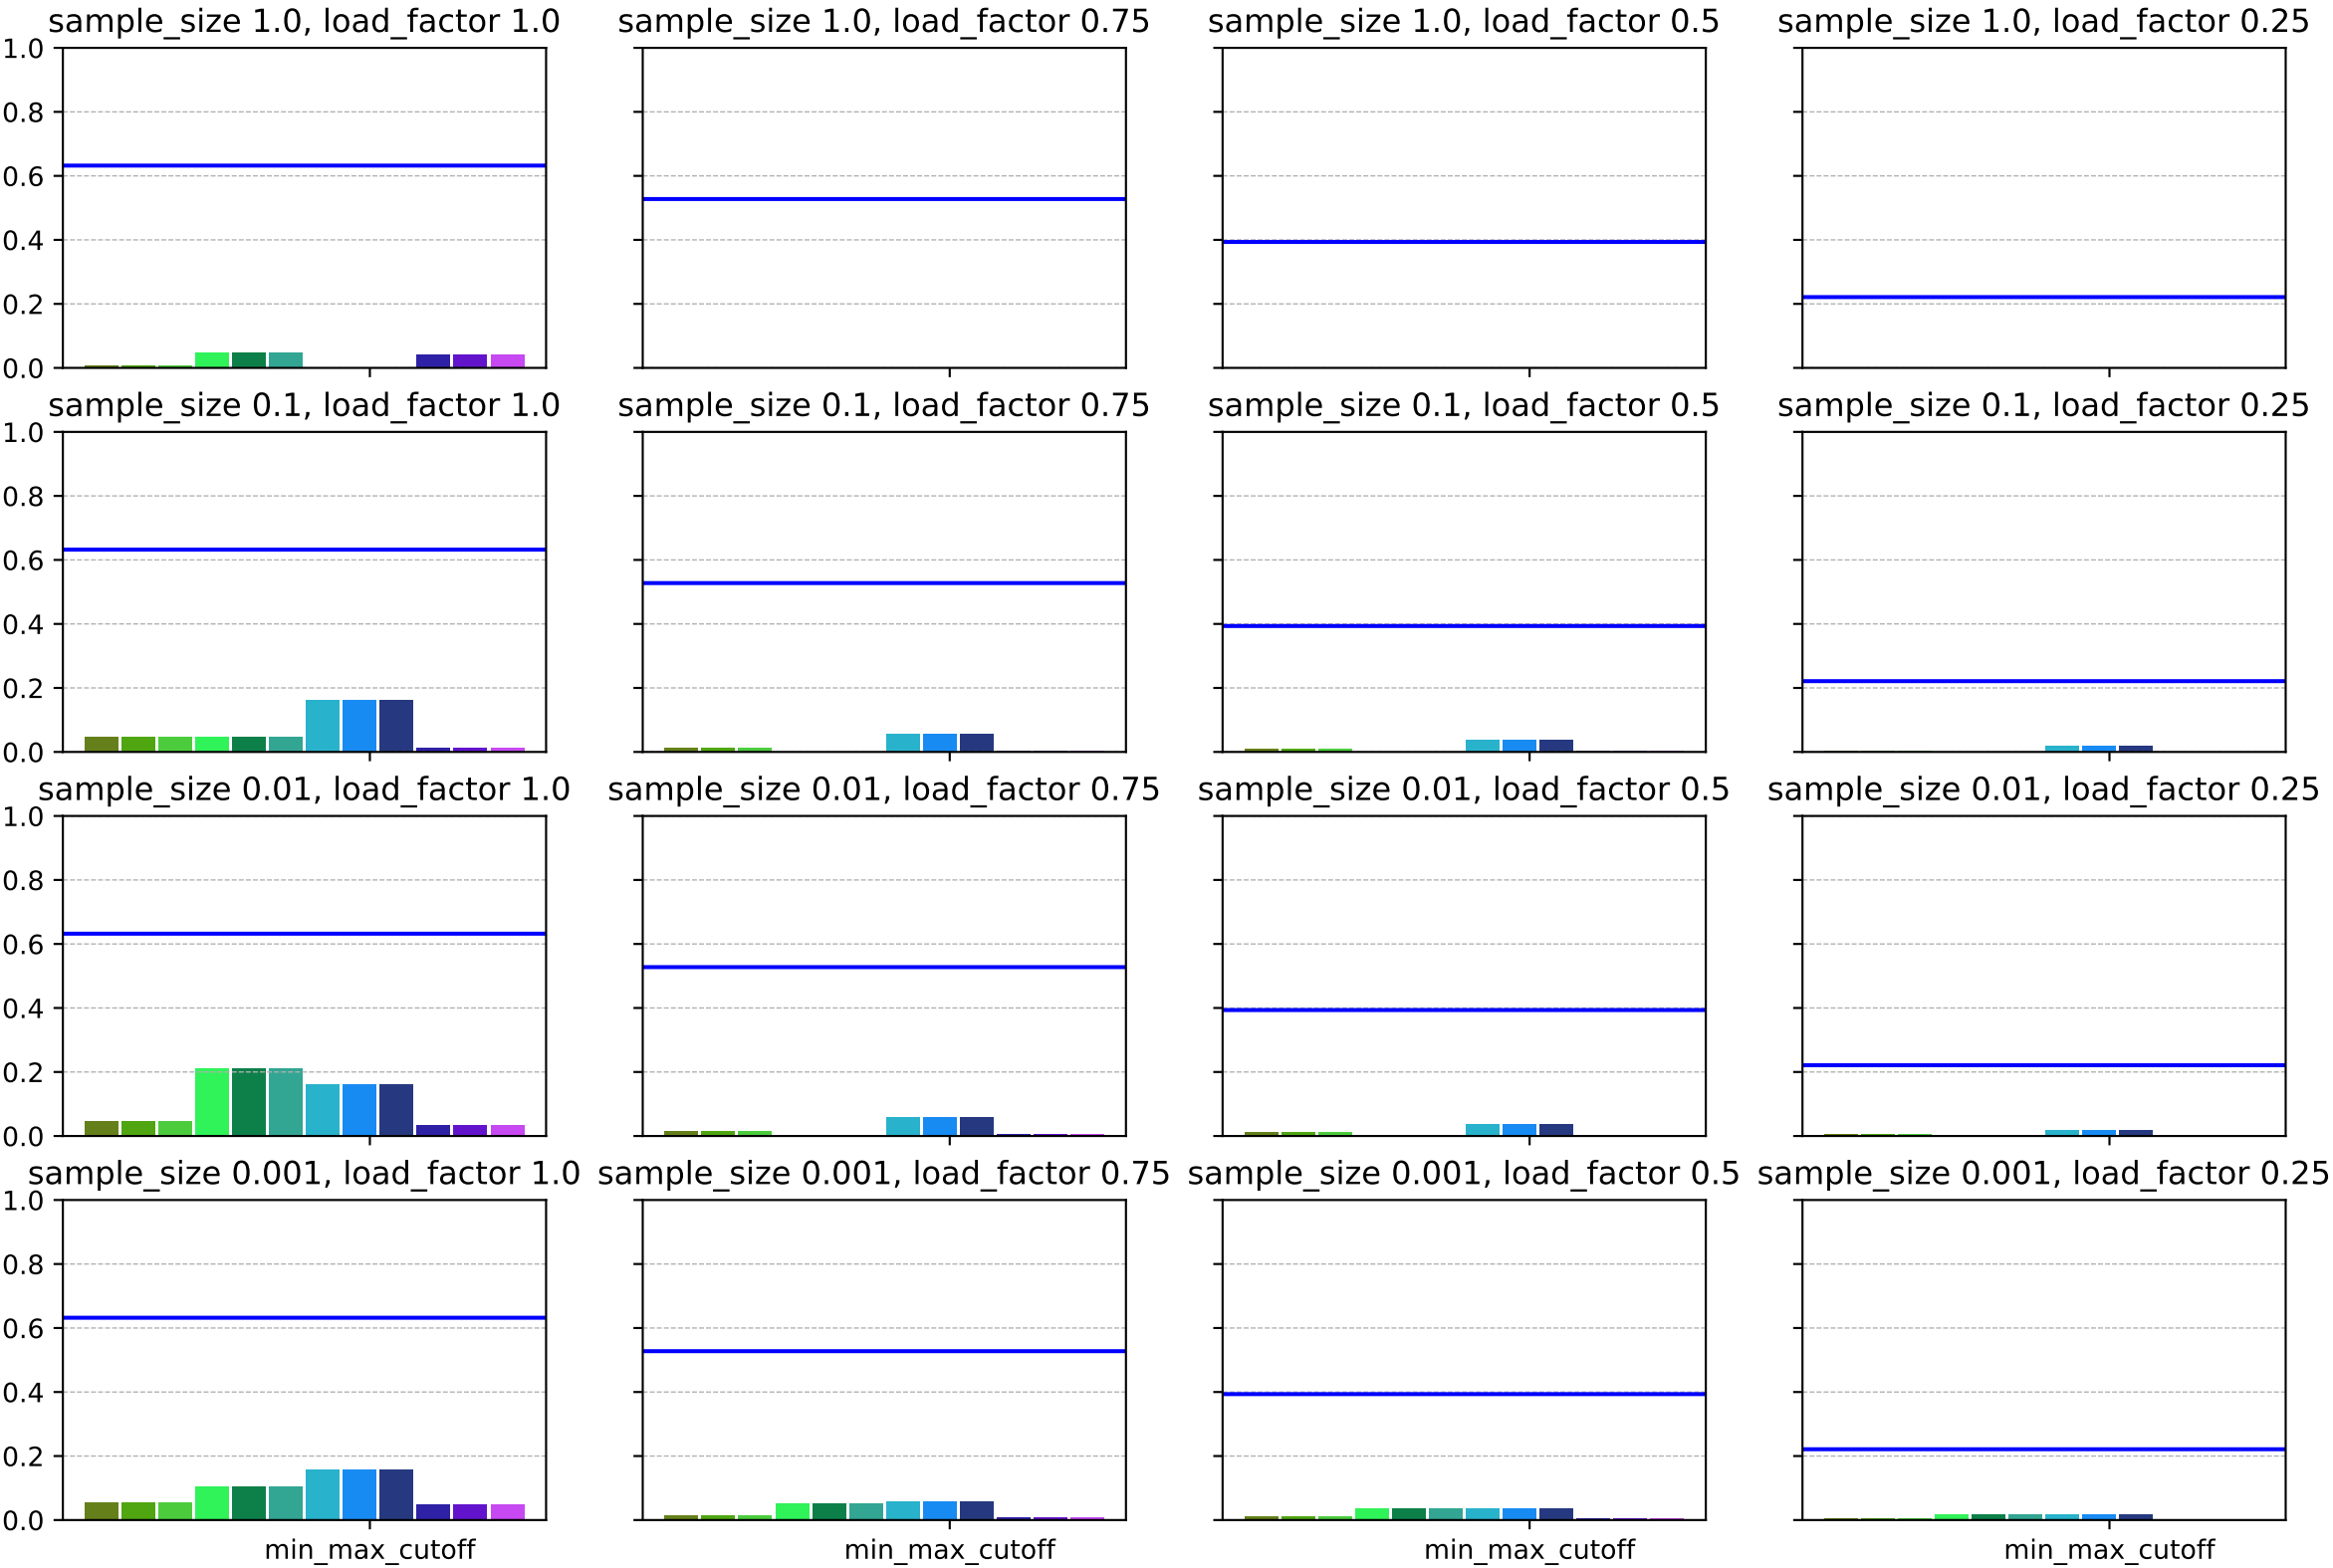 sample_size 1.0, load_factor 1.0
sample_size 1.0, load_factor 0.75
sample_size 1.0, load_factor 0.5
sample_size 1.0, load_factor 0.25
1.0
0.8
0.6
0.4
0.2
0.0
sample_size 0.1, load_factor 1.0
sample_size 0.1, load_factor 0.75
sample_size 0.1, load_factor 0.5
sample_size 0.1, load_factor 0.25
1.0
0.8
0.6
0.4
0.2
0.0
sample_size 0.01, load_factor 1.0
sample_size 0.01, load_factor 0.75
sample_size 0.01, load_factor 0.5
sample_size 0.01, load_factor 0.25
1.0
0.8
0.6
0.4
0.2
0.0
sample_size 0.001, load_factor 1.0
sample_size 0.001, load_factor 0.75
sample_size 0.001, load_factor 0.5
sample_size 0.001, load_factor 0.25
1.0
0.8
0.6
0.4
0.2
0.0
min_max_cutoff
min_max_cutoff
min_max_cutoff
min_max_cutoff